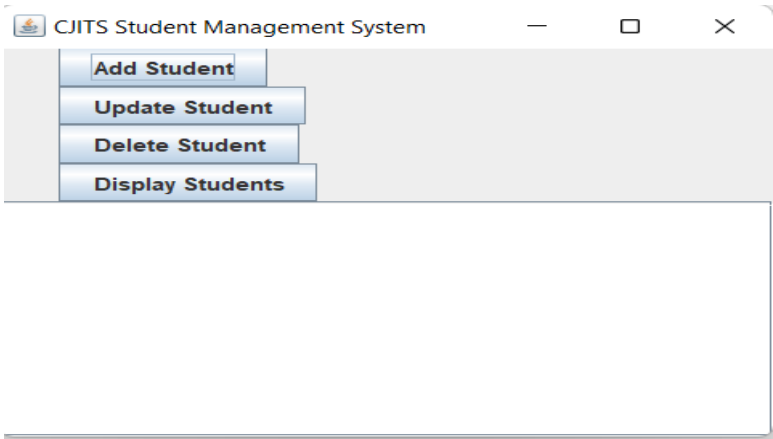 CJITS Student Management System
Add Student
Update Student
Delete Student
Display Students